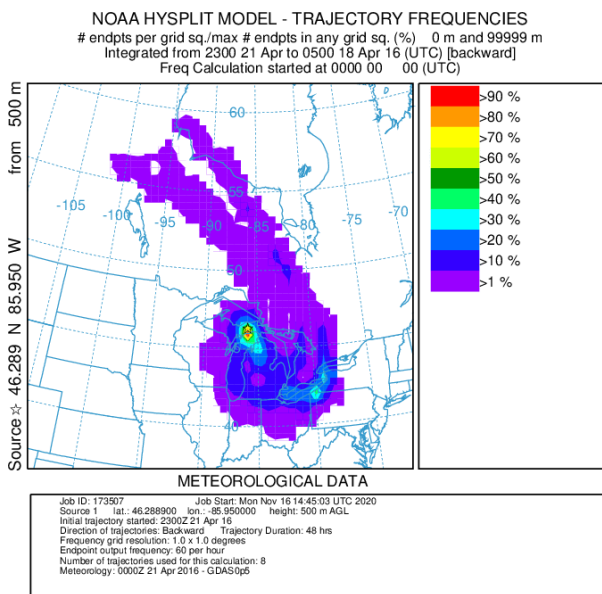 NOAA HYSPLIT MODEL - TRAJECTORY FREQUENCIES
# endpts per grid sq./max # endpts in any grid sq. (%)    0 m and 99999 m
Integrated from 2300 21 Apr to 0500 18 Apr 16 (UTC) [backward]
Freq Calculation started at 0000 00    00 (UTC)
Source ☆ 46.289 N 85.950 W    from 500 m
60
55
50
40
-105
-100
-95
-90
-85
-80
-75
-70
>90 %
>80 %
>70 %
>60 %
>50 %
>40 %
>30 %
>20 %
>10 %
>1 %
METEOROLOGICAL DATA
Job ID: 173507    Job Start: Mon Nov 16 14:45:03 UTC 2020
Source 1    lat.: 46.288900    lon.: -85.950000    height: 500 m AGL
Initial trajectory started: 2300Z 21 Apr 16
Direction of trajectories: Backward    Trajectory Duration: 48 hrs
Frequency grid resolution: 1.0 x 1.0 degrees
Endpoint output frequency: 60 per hour
Number of trajectories used for this calculation: 8
Meteorology: 0000Z 21 Apr 2016 - GDAS0p5